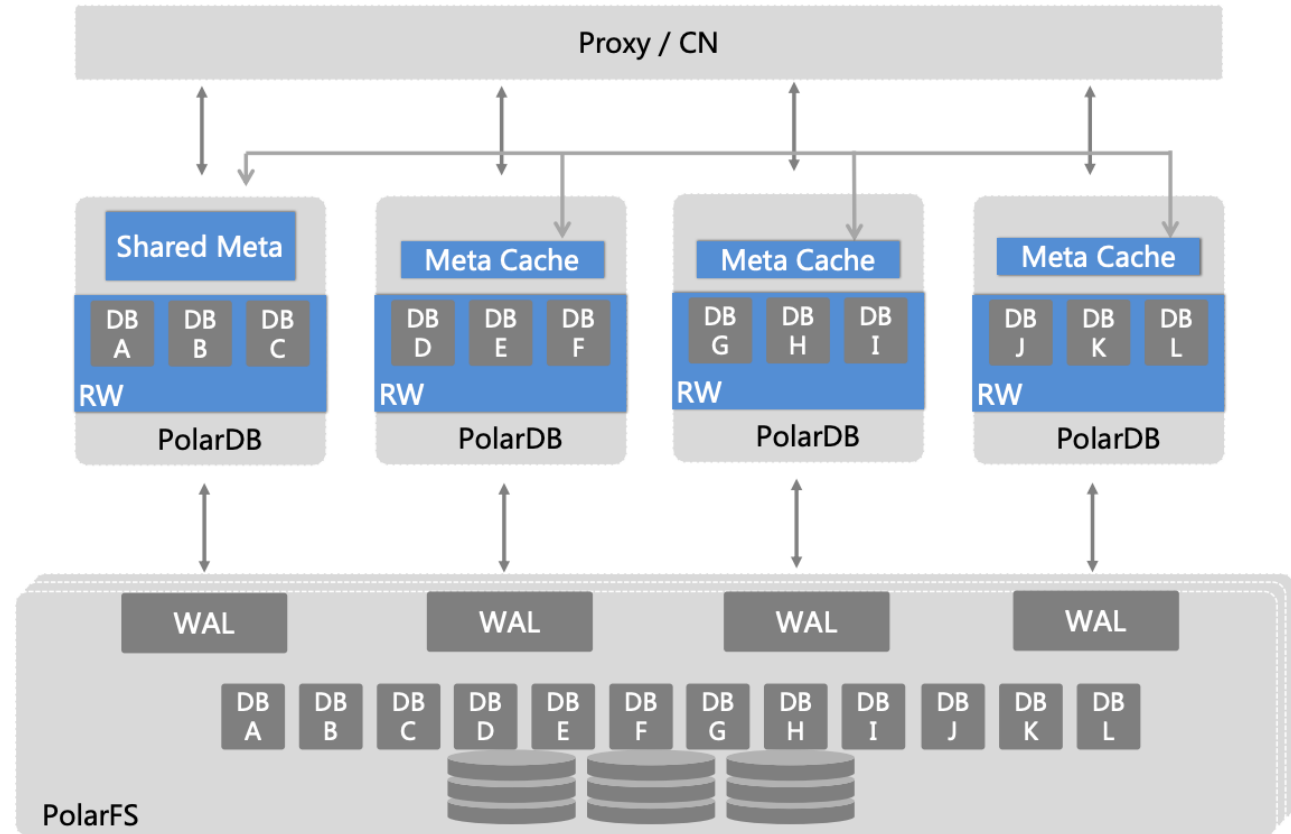 Proxy / CN
Shared Meta
Meta Cache
Meta Cache
Meta Cache
DB
A
DB
B
DB
C
RW
PolarDB
DB
D
DB
E
DB
F
RW
PolarDB
DB
G
DB
H
DB
I
RW
PolarDB
DB
J
DB
K
DB
L
RW
PolarDB
WAL
WAL
WAL
WAL
DB
A
DB
B
DB
C
DB
D
DB
E
DB
F
DB
G
DB
H
DB
I
DB
J
DB
K
DB
L
PolarFS